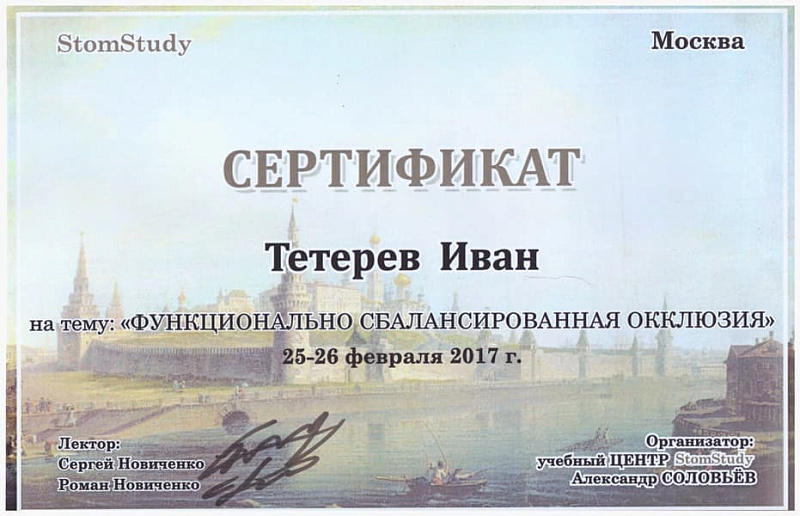 StomStudy
Москва
СЕРТИФИКАТ
Тетерев Иван
на тему: «ФУНКЦИОНАЛЬНО СБАЛАНСИРОВАННАЯ ОККЛЮЗИЯ»
25-26 февраля 2017 г.
Лектор:
Сергей Новиченко
Роман Новиченко
Организатор:
учебный ЦЕНТР StomStudy
Александр СОЛОВЬЁВ